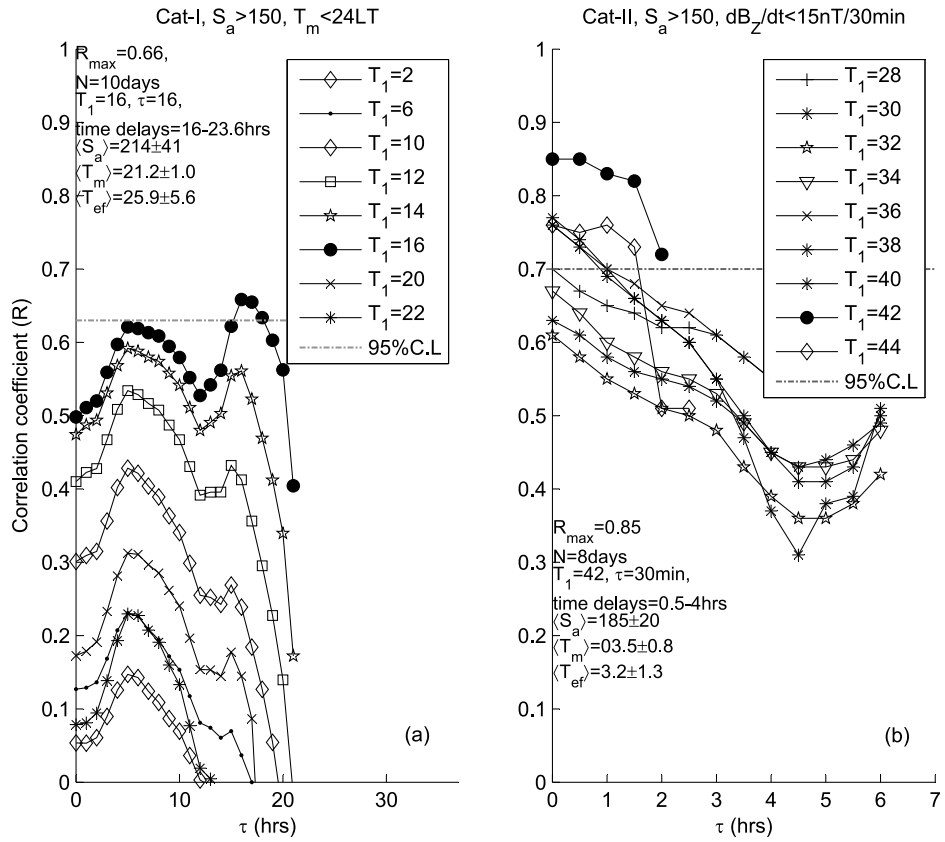 Cat-I, S_a>150, T_m<24LT
R_max=0.66,
N=10days
T_1=16, τ=16,
time delays=16-23.6hrs
⟨S_a⟩=214±41
⟨T_m⟩=21.2±1.0
⟨T_ef⟩=25.9±5.6
T_1=2
T_1=6
T_1=10
T_1=12
T_1=14
T_1=16
T_1=20
T_1=22
95%C.L
Correlation coefficient (R)
1
0.9
0.8
0.7
0.6
0.5
0.4
0.3
0.2
0.1
0
(a)
0 10 20 30
τ (hrs)
Cat-II, S_a>150, dB_Z/dt<15nT/30min
T_1=28
T_1=30
T_1=32
T_1=34
T_1=36
T_1=38
T_1=40
T_1=42
T_1=44
95%C.L
1
0.9
0.8
0.7
0.6
0.5
0.4
0.3
0.2
0.1
0
R_max=0.85
N=8days
T_1=42, τ=30min,
time delays=0.5-4hrs
⟨S_a⟩=185±20
⟨T_m⟩=03.5±0.8
⟨T_ef⟩=3.2±1.3
(b)
0 1 2 3 4 5 6 7
τ (hrs)